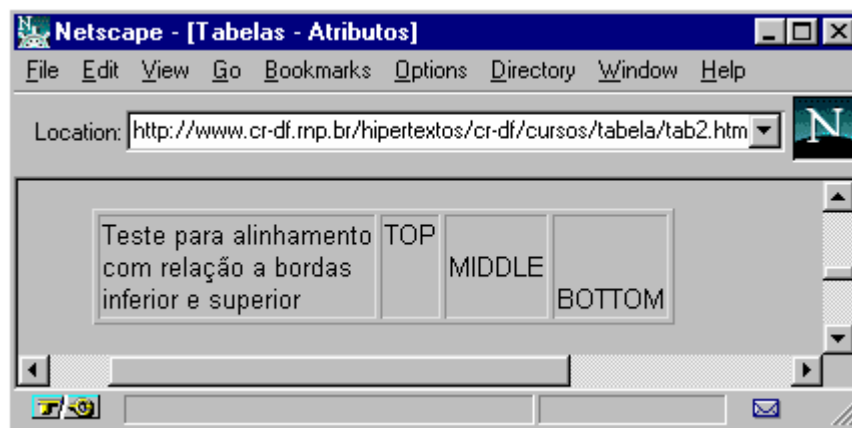 Netscape - [Tabelas - Atributos]
File Edit View Go Bookmarks Options Directory Window Help
Location: http://www.cr-df.rnp.br/hipertextos/cr-df/cursos/tabela/tab2.htm
N
Teste para alinhamento
com relação a bordas
inferior e superior
TOP
MIDDLE
BOTTOM